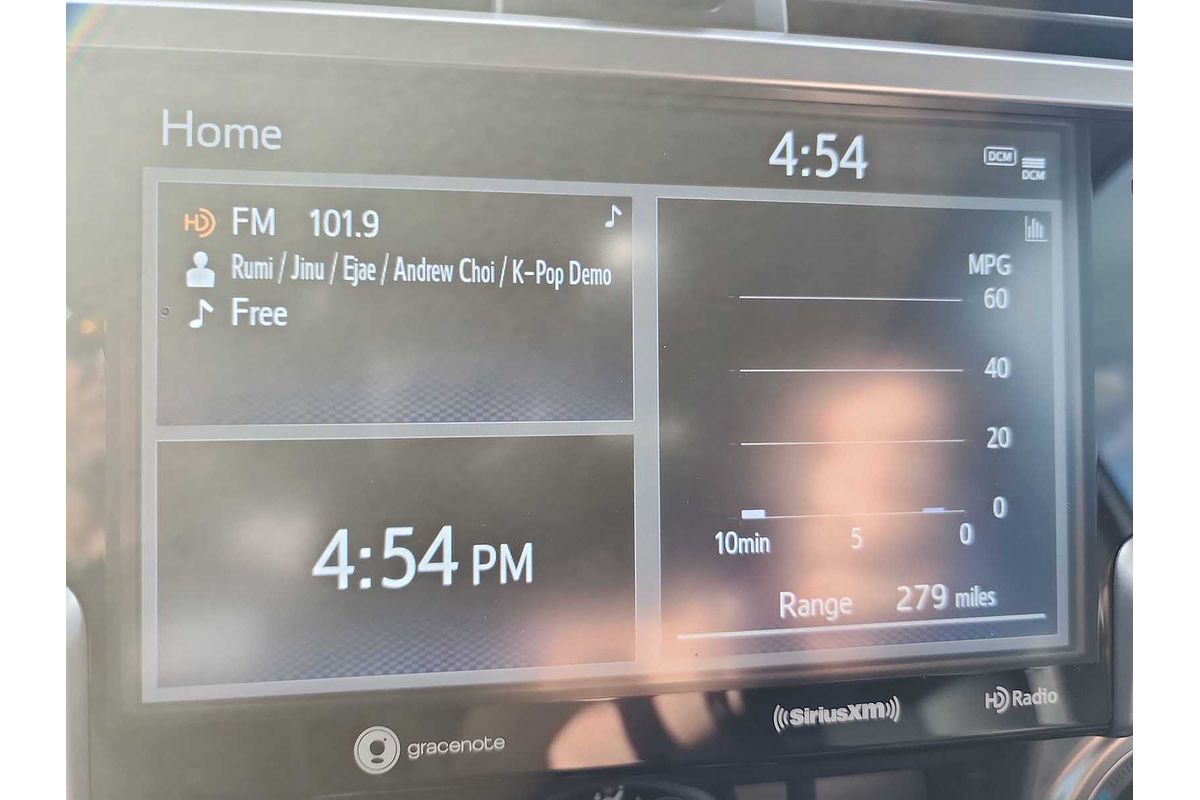 Home
4:54
DCM
DCM
HD FM 101.9
Rumi / Jinu / Ejae / Andrew Choi / K-Pop Demo
Free
4:54 PM
MPG
60
40
20
0
10min 5 0
Range 279 miles
gracenote
((SiriusXM))
HD Radio